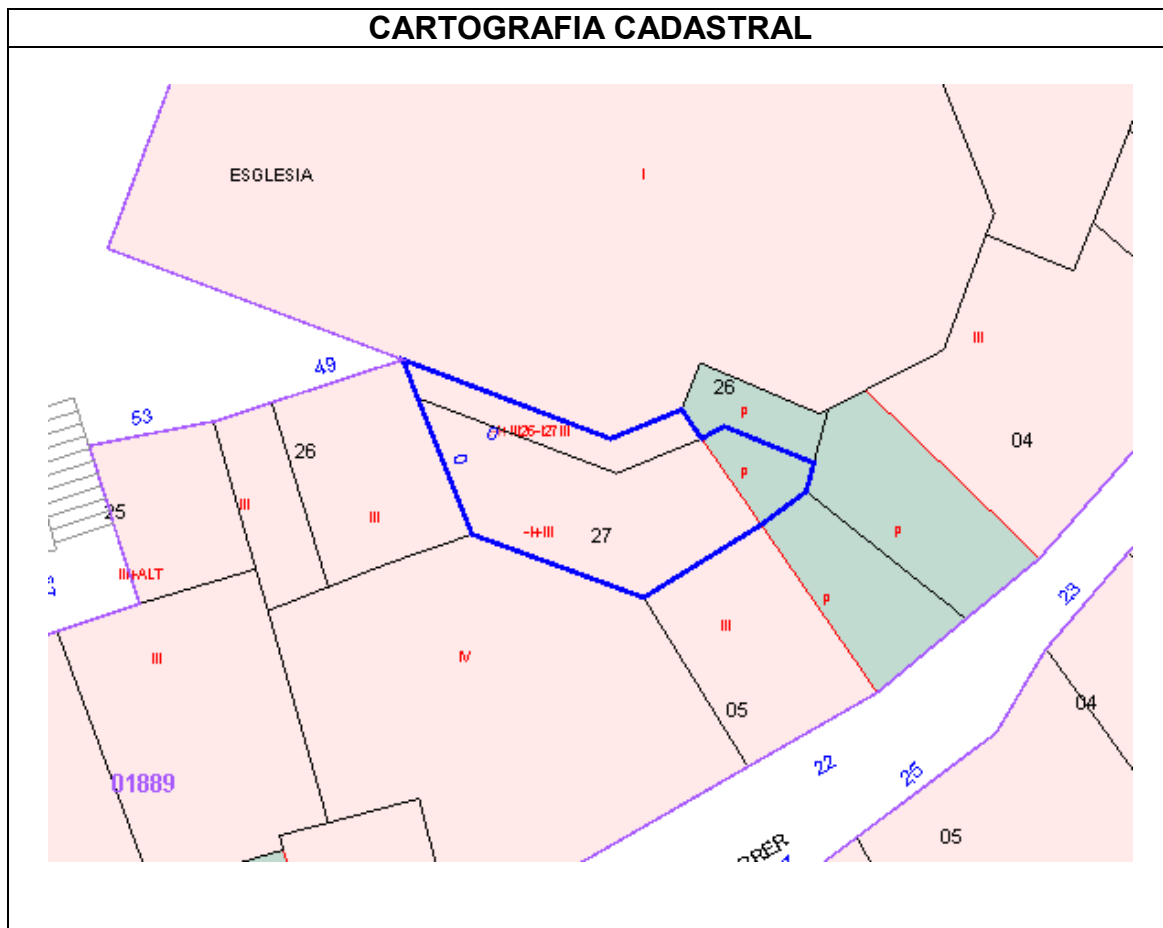 CARTOGRAFIA CADASTRAL
ESGLESIA
I
III
49
26
P
53
04
26
P
25
III
III
-I+III
27
P
III+ALT
P
23
III
IV
III
05
04
01889
22
25
05